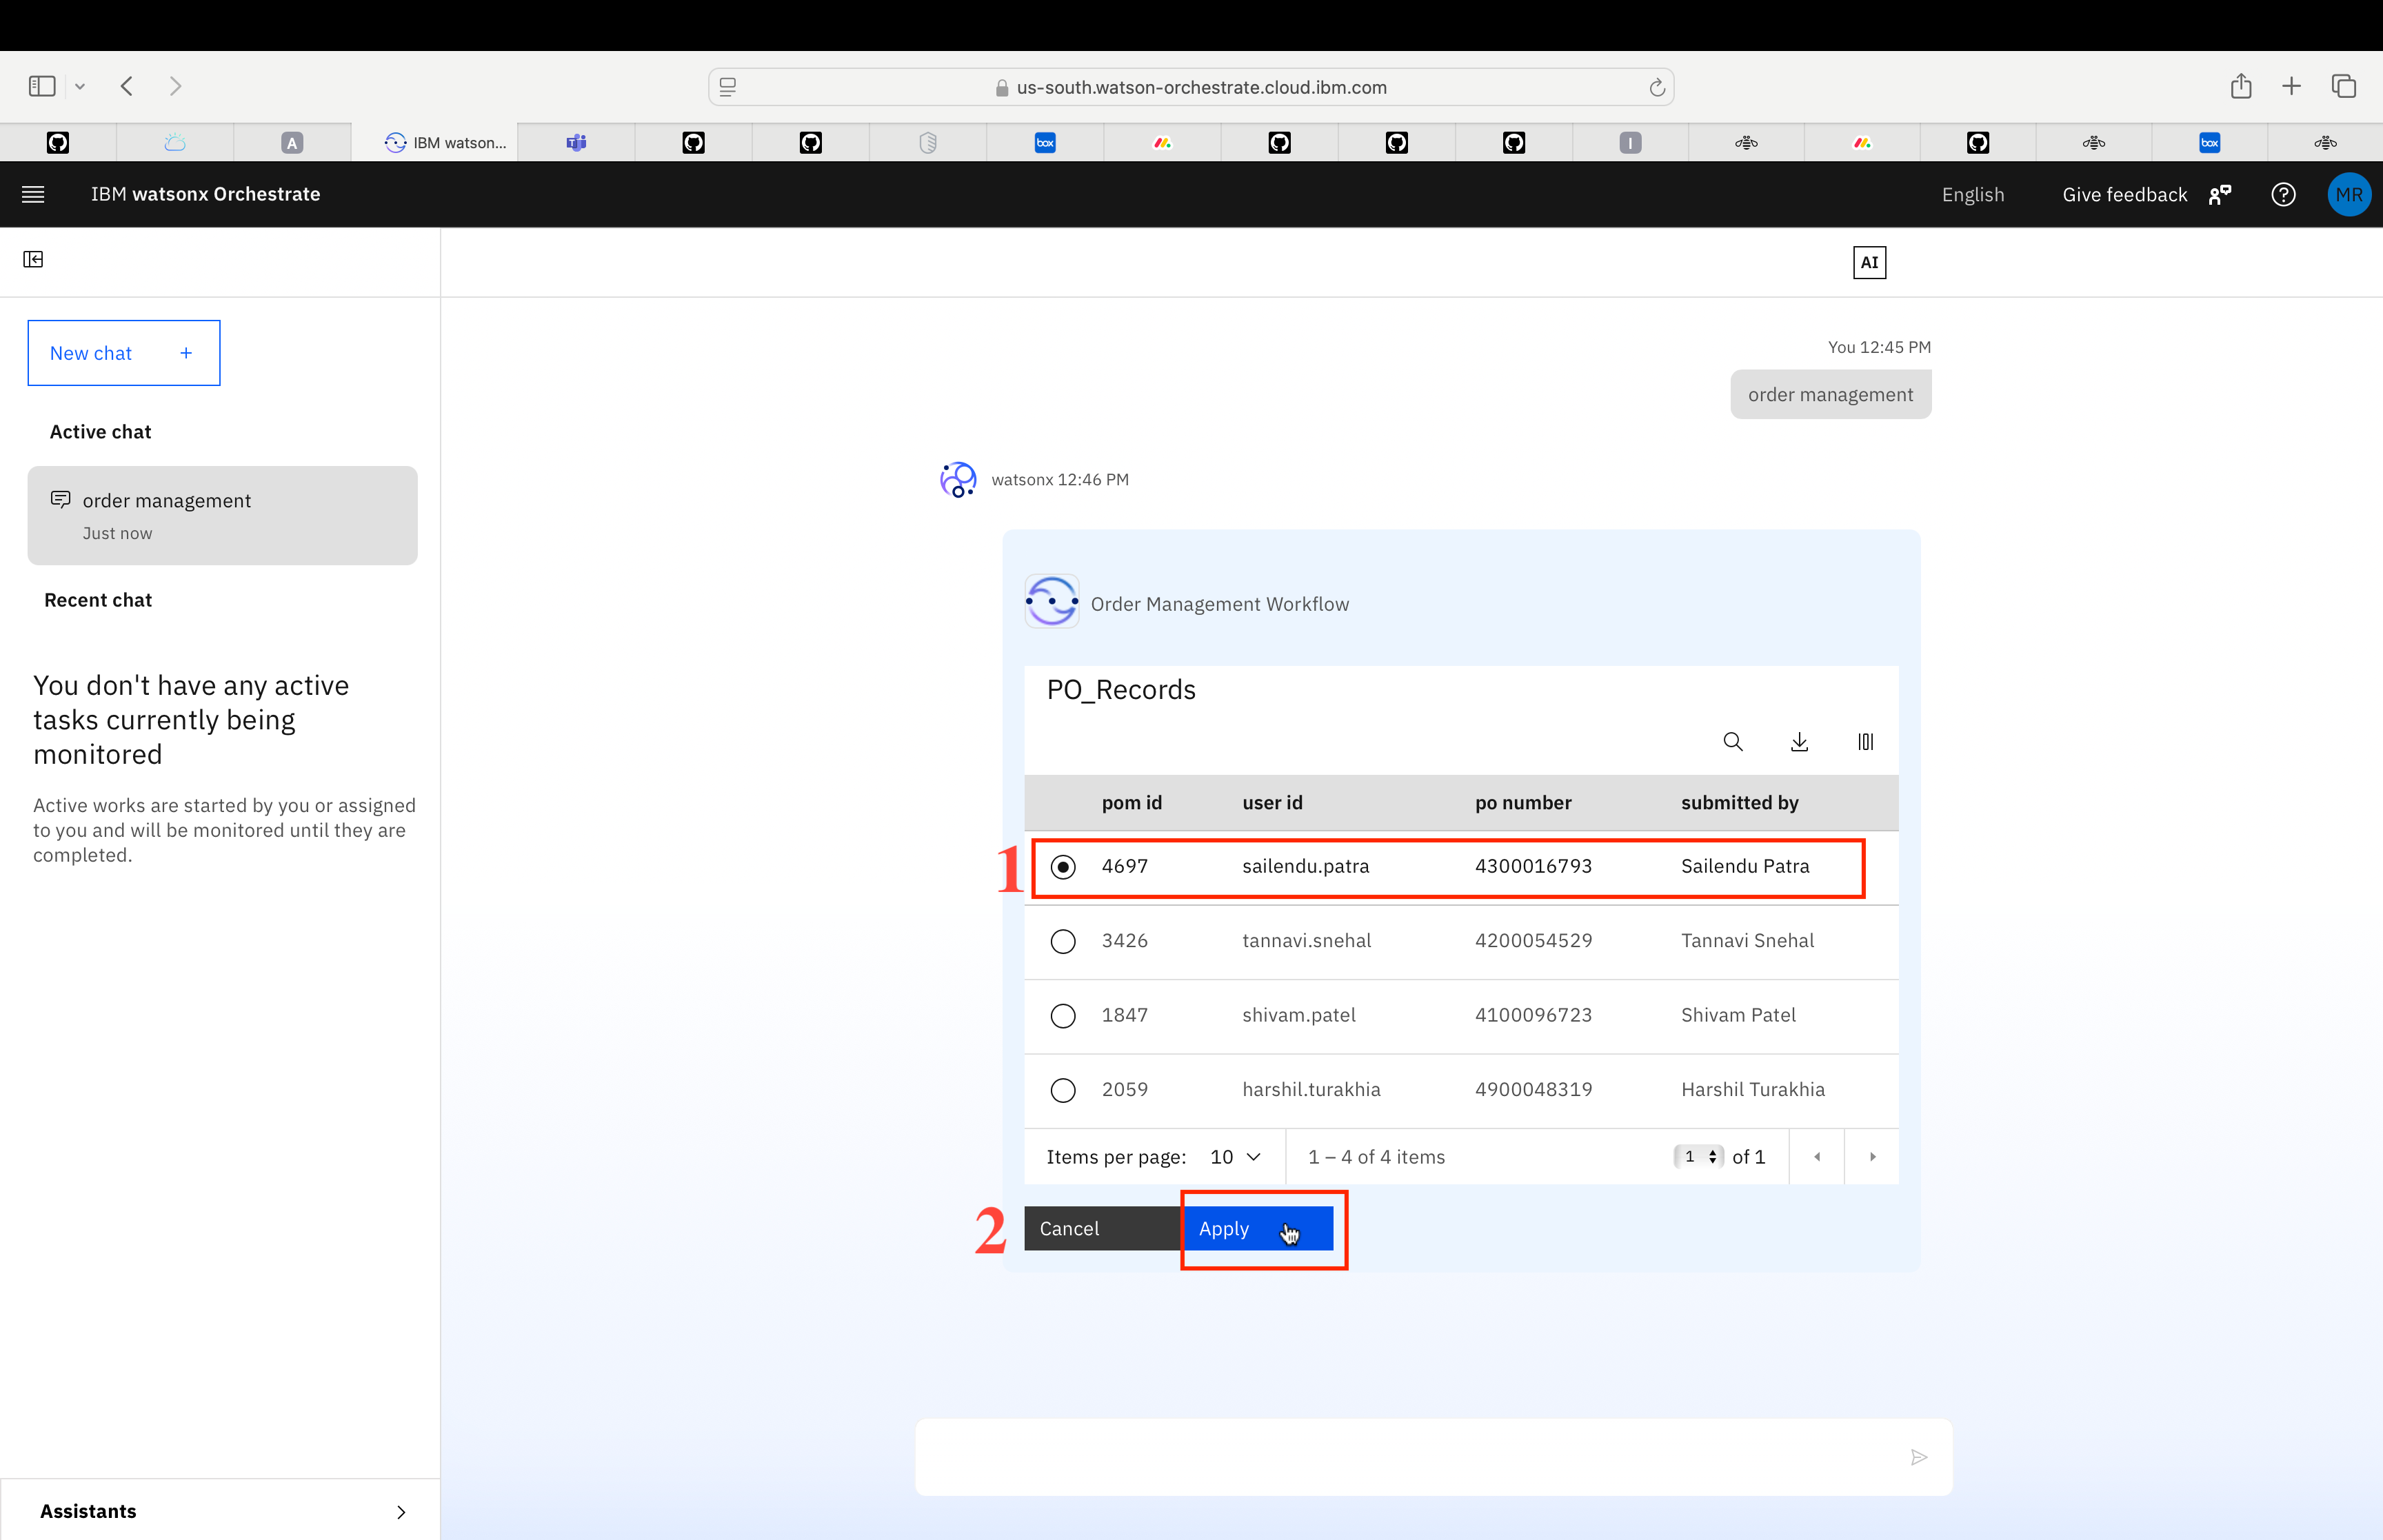 us-south.watson-orchestrate.cloud.ibm.com
A
IBM watson...
box
I
box
IBM watsonx Orchestrate
English
Give feedback
MR
AI
New chat +
Active chat
order management
Just now
Recent chat
You don't have any active
tasks currently being
monitored
Active works are started by you or assigned
to you and will be monitored until they are
completed.
Assistants
You 12:45 PM
order management
watsonx 12:46 PM
Order Management Workflow
PO_Records
pom id user id po number submitted by
1 4697 sailendu.patra 4300016793 Sailendu Patra
3426 tannavi.snehal 4200054529 Tannavi Snehal
1847 shivam.patel 4100096723 Shivam Patel
2059 harshil.turakhia 4900048319 Harshil Turakhia
Items per page: 10 1 – 4 of 4 items 1 of 1
2 Cancel Apply